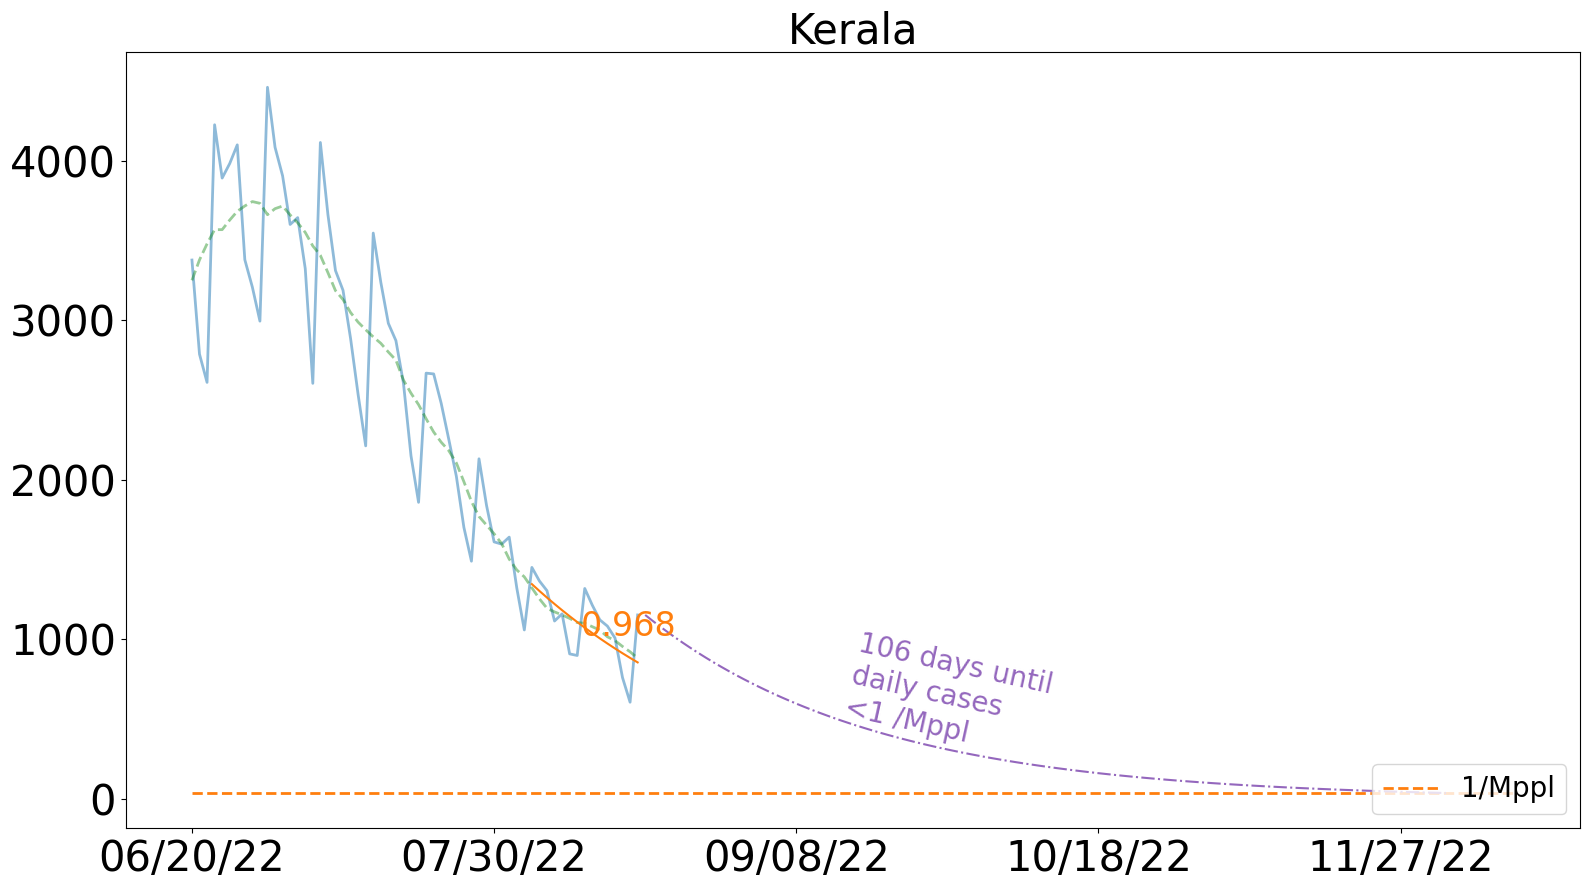 Kerala
4000
3000
2000
1000
0
0.968
106 days until
daily cases
<1 /Mppl
1/Mppl
06/20/22
07/30/22
09/08/22
10/18/22
11/27/22